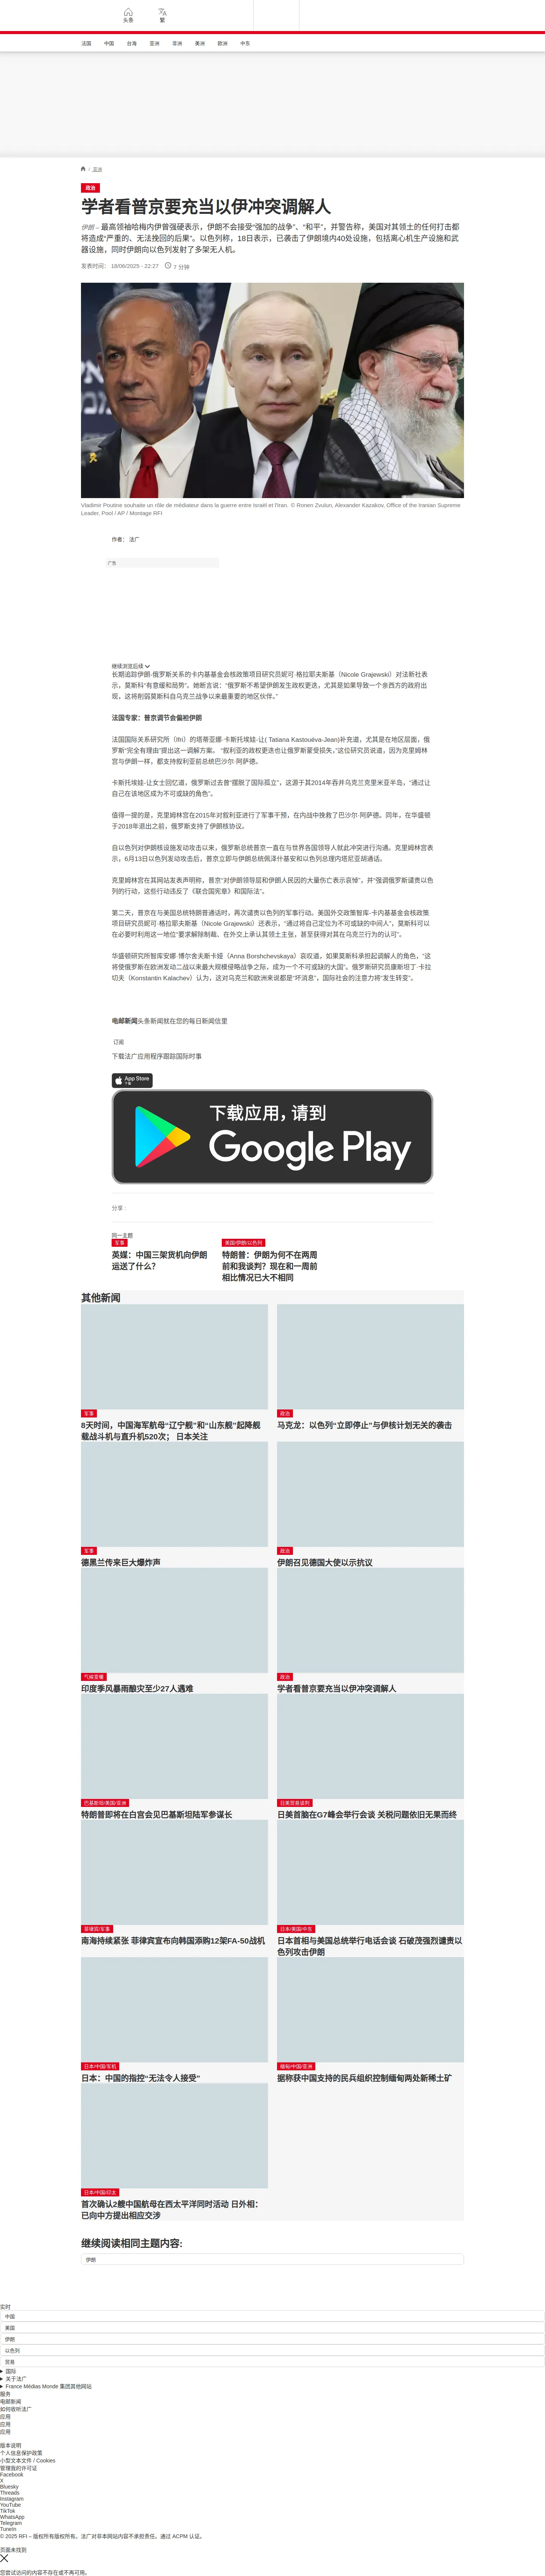 头条
繁
法国
中国
台海
亚洲
非洲
美洲
欧洲
中东
/ 亚洲
政治
学者看普京要充当以伊冲突调解人
伊朗 – 最高领袖哈梅内伊曾强硬表示，伊朗不会接受“强加的战争”、“和平”，并警告称，美国对其领土的任何打击都
将造成“严重的、无法挽回的后果”。以色列称，18日表示，已袭击了伊朗境内40处设施，包括离心机生产设施和武
器设施，同时伊朗向以色列发射了多架无人机。
发表时间： 18/06/2025 - 22:27
7 分钟
Vladimir Poutine souhaite un rôle de médiateur dans la guerre entre Israël et l'Iran. © Ronen Zvulun, Alexander Kazakov, Office of the Iranian Supreme
Leader, Pool / AP / Montage RFI
作者： 法广
广告
继续浏览后续
长期追踪伊朗-俄罗斯关系的卡内基基金会核政策项目研究员妮可·格拉耶夫斯基（Nicole Grajewski）对法新社表
示，莫斯科“有意缓和局势”。她断言说：“俄罗斯不希望伊朗发生政权更迭，尤其是如果导致一个亲西方的政府出
现，这将削弱莫斯科自乌克兰战争以来最重要的地区伙伴。”
法国专家：普京调节会偏袒伊朗
法国国际关系研究所（Ifri）的塔蒂亚娜·卡斯托埃娃-让( Tatiana Kastouëva-Jean)补充道，尤其是在地区层面，俄
罗斯“完全有理由”提出这一调解方案。 “叙利亚的政权更迭也让俄罗斯蒙受损失，”这位研究员说道，因为克里姆林
宫与伊朗一样，都支持叙利亚前总统巴沙尔·阿萨德。
卡斯托埃娃-让女士回忆道，俄罗斯过去曾“摆脱了国际孤立”，这源于其2014年吞并乌克兰克里米亚半岛，“通过让
自己在该地区成为不可或缺的角色”。
值得一提的是，克里姆林宫在2015年对叙利亚进行了军事干预，在内战中挽救了巴沙尔·阿萨德。同年，在华盛顿
于2018年退出之前，俄罗斯支持了伊朗核协议。
自以色列对伊朗核设施发动攻击以来，俄罗斯总统普京一直在与世界各国领导人就此冲突进行沟通。克里姆林宫表
示，6月13日以色列发动攻击后，普京立即与伊朗总统佩泽什基安和以色列总理内塔尼亚胡通话。
克里姆林宫在其网站发表声明称，普京“对伊朗领导层和伊朗人民因的大量伤亡表示哀悼”，并“强调俄罗斯谴责以色
列的行动，这些行动违反了《联合国宪章》和国际法”。
第二天，普京在与美国总统特朗普通话时，再次谴责以色列的军事行动。美国外交政策智库-卡内基基金会核政策
项目研究员妮可·格拉耶夫斯基（Nicole Grajewski）还表示，“通过将自己定位为不可或缺的中间人”，莫斯科可以
在必要时利用这一地位“要求解除制裁、在外交上承认其领土主张，甚至获得对其在乌克兰行为的认可”。
华盛顿研究所智库安娜·博尔舍夫斯卡娅（Anna Borshchevskaya）哀叹道，如果莫斯科承担起调解人的角色，“这
将使俄罗斯在欧洲发动二战以来最大规模侵略战争之际，成为一个不可或缺的大国”。俄罗斯研究员康斯坦丁·卡拉
切夫（Konstantin Kalachev）认为，这对乌克兰和欧洲来说都是“坏消息”，国际社会的注意力将“发生转变”。
电邮新闻头条新闻就在您的每日新闻信里
订阅
下载法广应用程序跟踪国际时事
App Store
下载
下载应用，请到
Google Play
分享 :
同一主题
军事
英媒：中国三架货机向伊朗
运送了什么？
美国/伊朗/以色列
特朗普：伊朗为何不在两周
前和我谈判？现在和一周前
相比情况已大不相同
其他新闻
军事
8天时间，中国海军航母“辽宁舰”和“山东舰”起降舰
载战斗机与直升机520次； 日本关注
政治
马克龙：以色列“立即停止”与伊核计划无关的袭击
军事
德黑兰传来巨大爆炸声
政治
伊朗召见德国大使以示抗议
气候变暖
印度季风暴雨酿灾至少27人遇难
政治
学者看普京要充当以伊冲突调解人
巴基斯坦/美国/亚洲
特朗普即将在白宫会见巴基斯坦陆军参谋长
日美贸易谈判
日美首脑在G7峰会举行会谈 关税问题依旧无果而终
菲律宾/军事
南海持续紧张 菲律宾宣布向韩国添购12架FA-50战机
日本/美国/中东
日本首相与美国总统举行电话会谈 石破茂强烈谴责以
色列攻击伊朗
日本/中国/军机
日本：中国的指控“无法令人接受”
缅甸/中国/亚洲
据称获中国支持的民兵组织控制缅甸两处新稀土矿
日本/中国/印太
首次确认2艘中国航母在西太平洋同时活动 日外相：
已向中方提出相应交涉
继续阅读相同主题内容:
伊朗
实时
中国
美国
伊朗
以色列
贸易
国际
关于法广
France Médias Monde 集团其他网站
服务
电邮新闻
如何收听法广
应用
应用
应用
版本说明
个人信息保护政策
小型文本文件 / Cookies
管理我的许可证
Facebook
X
Bluesky
Threads
Instagram
YouTube
TikTok
WhatsApp
Telegram
TuneIn
© 2025 RFI – 版权所有版权所有。法广对非本网站内容不承担责任。通过 ACPM 认证。
页面未找到
您尝试访问的内容不存在或不再可用。